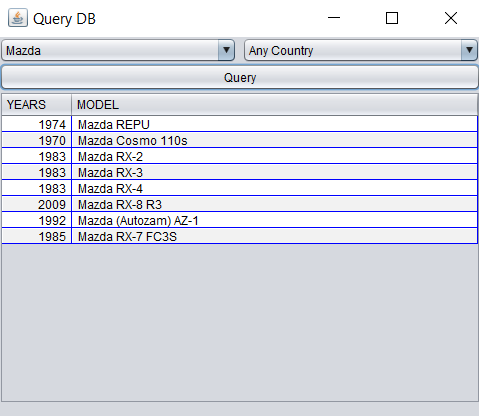 Query DB
Mazda Any Country
Query
YEARS MODEL
1974 Mazda REPU
1970 Mazda Cosmo 110s
1983 Mazda RX-2
1983 Mazda RX-3
1983 Mazda RX-4
2009 Mazda RX-8 R3
1992 Mazda (Autozam) AZ-1
1985 Mazda RX-7 FC3S